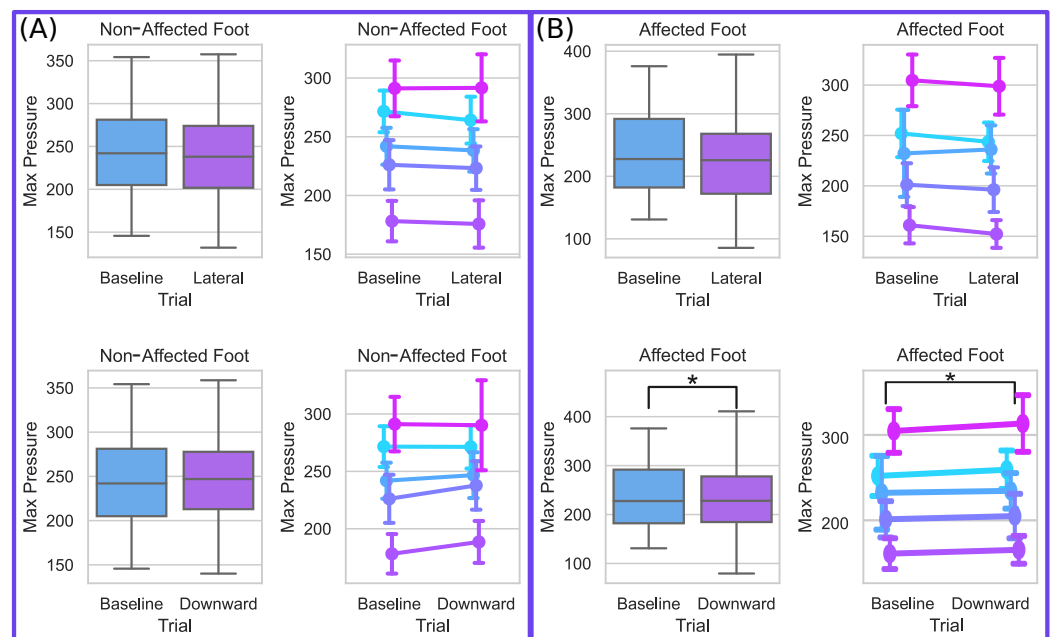 (A)
Non-Affected Foot
Max Pressure
350
300
250
200
150
Baseline Lateral
Trial
Non-Affected Foot
Max Pressure
300
250
200
150
Baseline Lateral
Trial
(B)
Affected Foot
Max Pressure
400
300
200
100
Baseline Lateral
Trial
Affected Foot
Max Pressure
300
250
200
150
Baseline Lateral
Trial
Non-Affected Foot
Max Pressure
350
300
250
200
150
Baseline Downward
Trial
Non-Affected Foot
Max Pressure
300
250
200
Baseline Downward
Trial
Affected Foot
*
Max Pressure
400
300
200
100
Baseline Downward
Trial
Affected Foot
*
Max Pressure
300
200
Baseline Downward
Trial